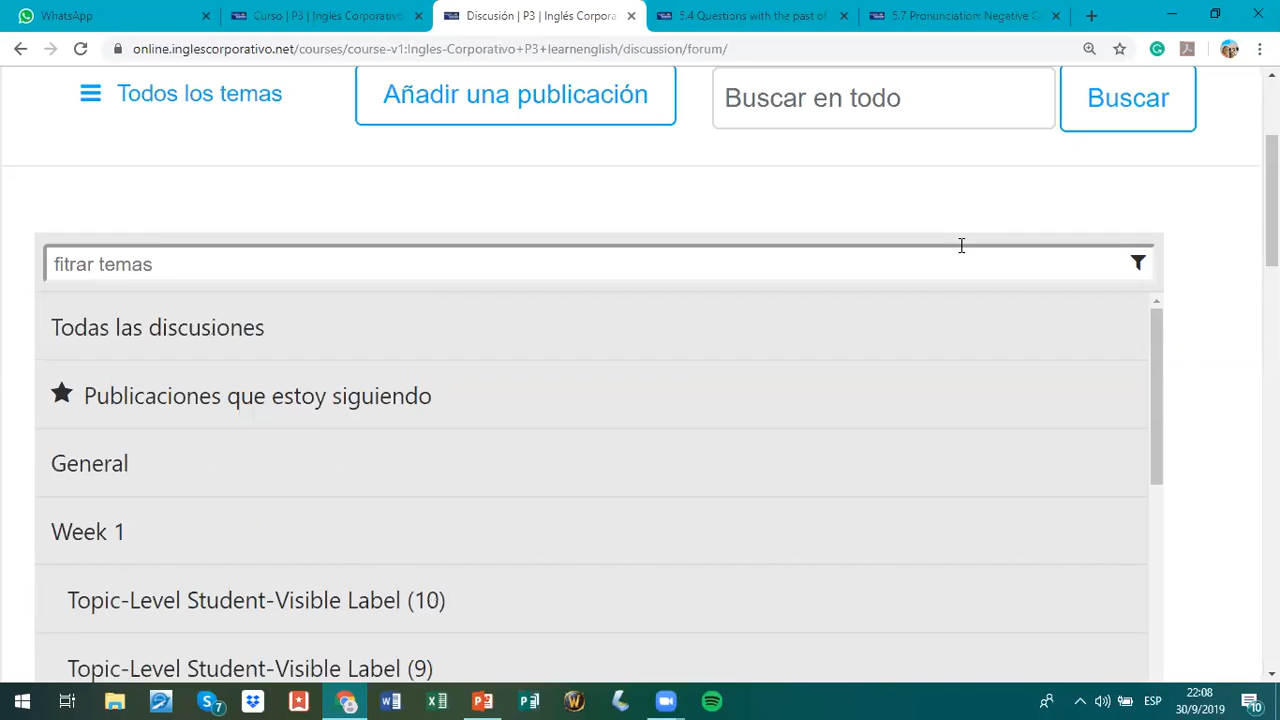 WhatsApp
Curso | P3 | Inglés Corporativo
Discusión | P3 | Inglés Corpora
5.4 Questions with the past of
5.7 Pronunciation: Negative C
online.inglescorporativo.net/courses/course-v1:Ingles-Corporativo+P3+learnenglish/discussion/forum/
Todos los temas
Añadir una publicación
Buscar en todo
Buscar
fitrar temas
Todas las discusiones
Publicaciones que estoy siguiendo
General
Week 1
Topic-Level Student-Visible Label (10)
Topic-Level Student-Visible Label (9)
7
ESP
22:08
30/9/2019
10